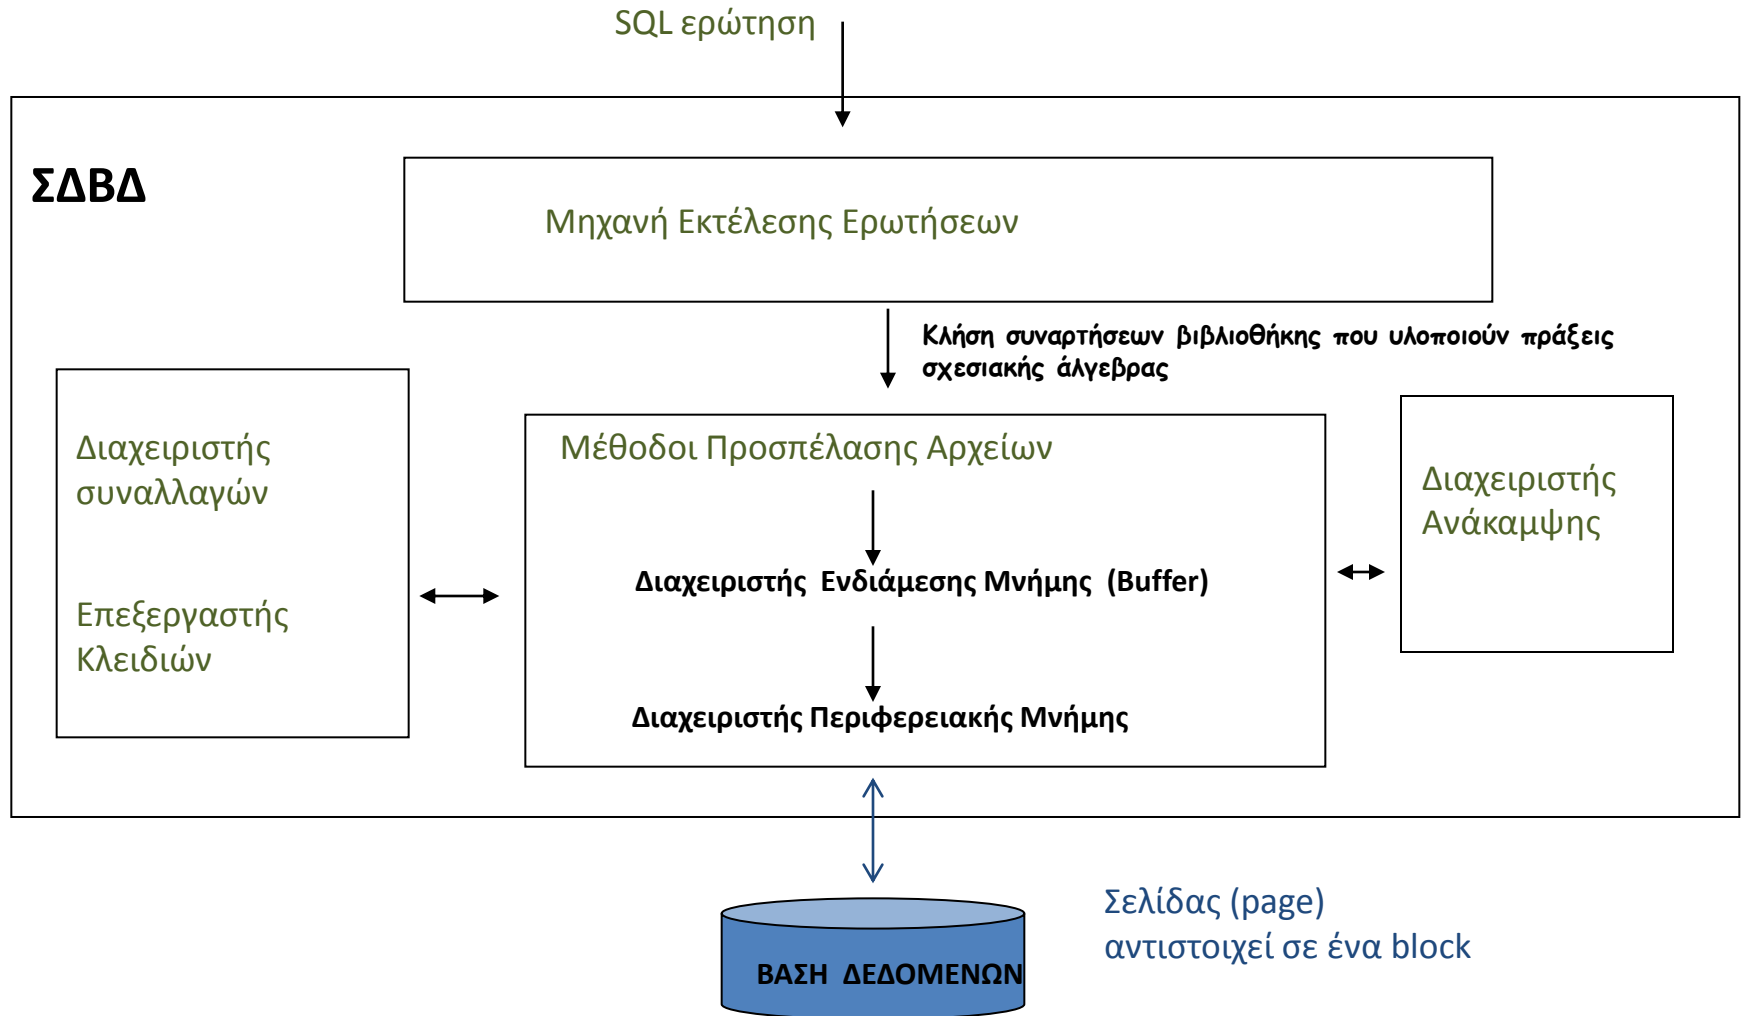 SQL ερώτηση
ΣΔΒΔ
Μηχανή Εκτέλεσης Ερωτήσεων
Κλήση συναρτήσεων βιβλιοθήκης που υλοποιούν πράξεις
σχεσιακής άλγεβρας
Διαχειριστής
συναλλαγών
Επεξεργαστής
Κλειδιών
Μέθοδοι Προσπέλασης Αρχείων
Διαχειριστής Ενδιάμεσης Μνήμης (Buffer)
Διαχειριστής Περιφερειακής Μνήμης
Διαχειριστής
Ανάκαμψης
Σελίδας (page)
αντιστοιχεί σε ένα block
ΒΑΣΗ ΔΕΔΟΜΕΝΩΝ